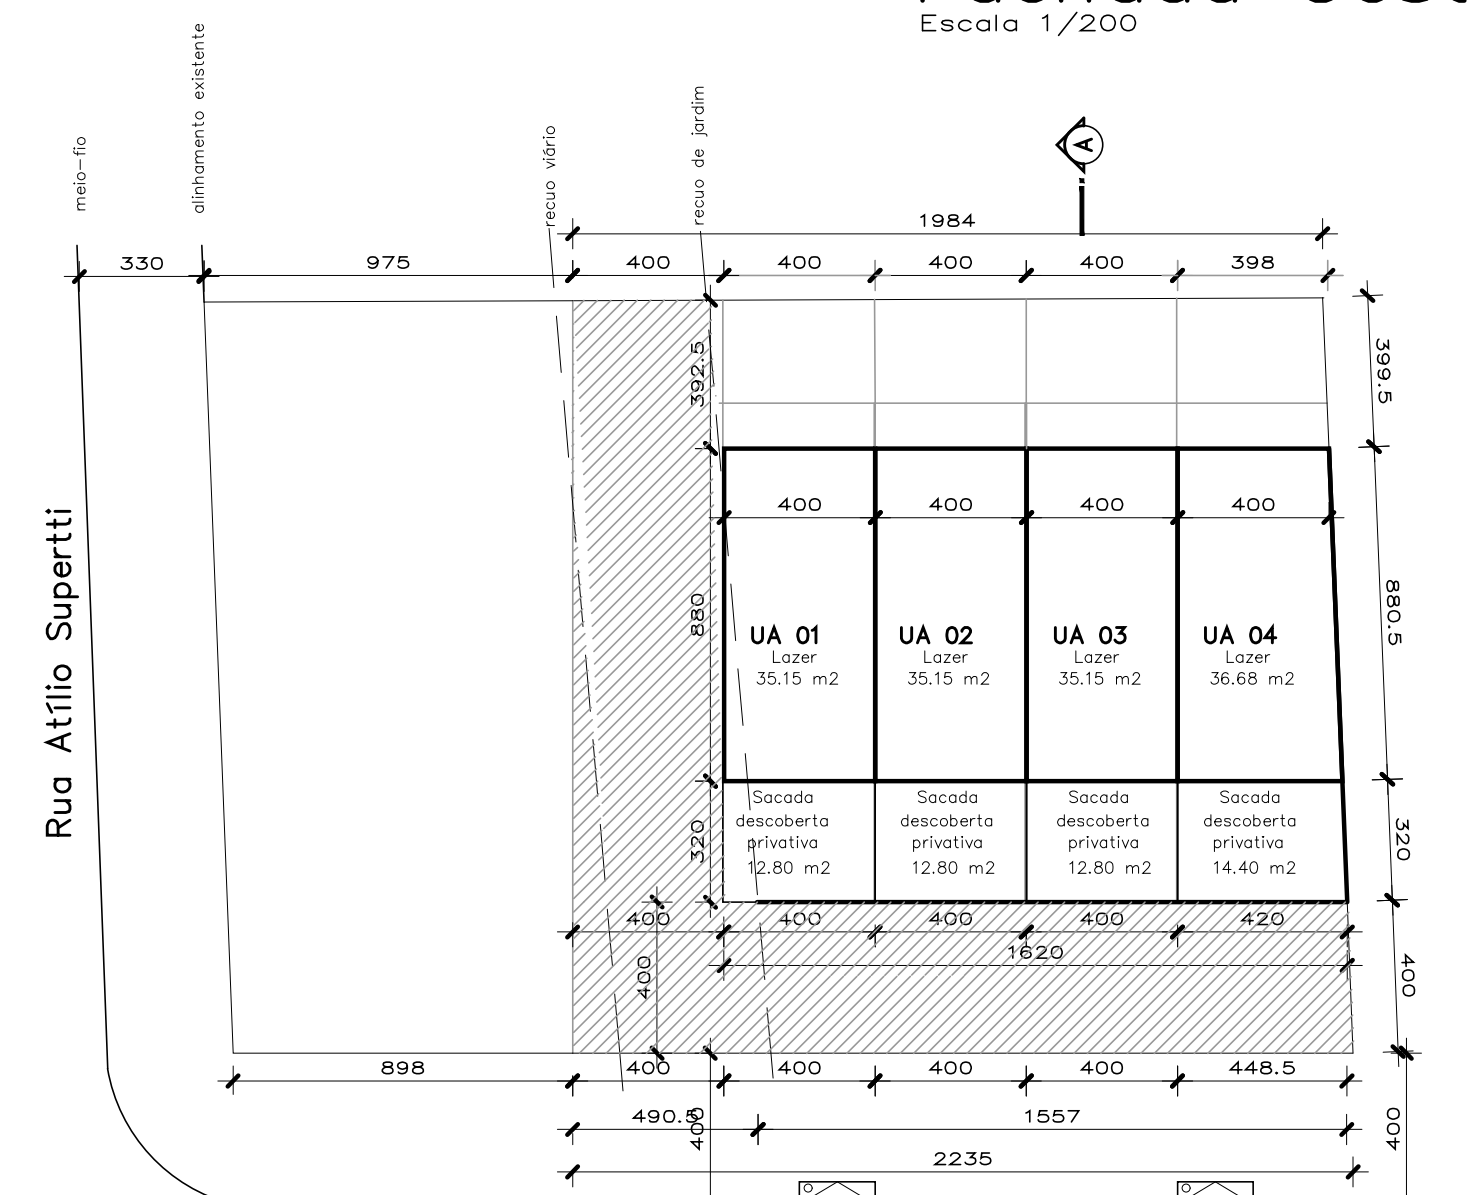 Escala 1/200
meio-fio
alinhamento existente
recuo viário
recuo de jardim
A
1984
330
975
400
400
400
400
398
392.5
399.5
400
400
400
400
Rua Atílio Supertti
880
880.5
UA 01
Lazer
35.15 m2
UA 02
Lazer
35.15 m2
UA 03
Lazer
35.15 m2
UA 04
Lazer
36.68 m2
320
320
Sacada
descoberta
privativa
12.80 m2
Sacada
descoberta
privativa
12.80 m2
Sacada
descoberta
privativa
12.80 m2
Sacada
descoberta
privativa
14.40 m2
400
400
400
400
420
1620
400
400
898
400
400
400
400
448.5
490.5
400
1557
400
2235